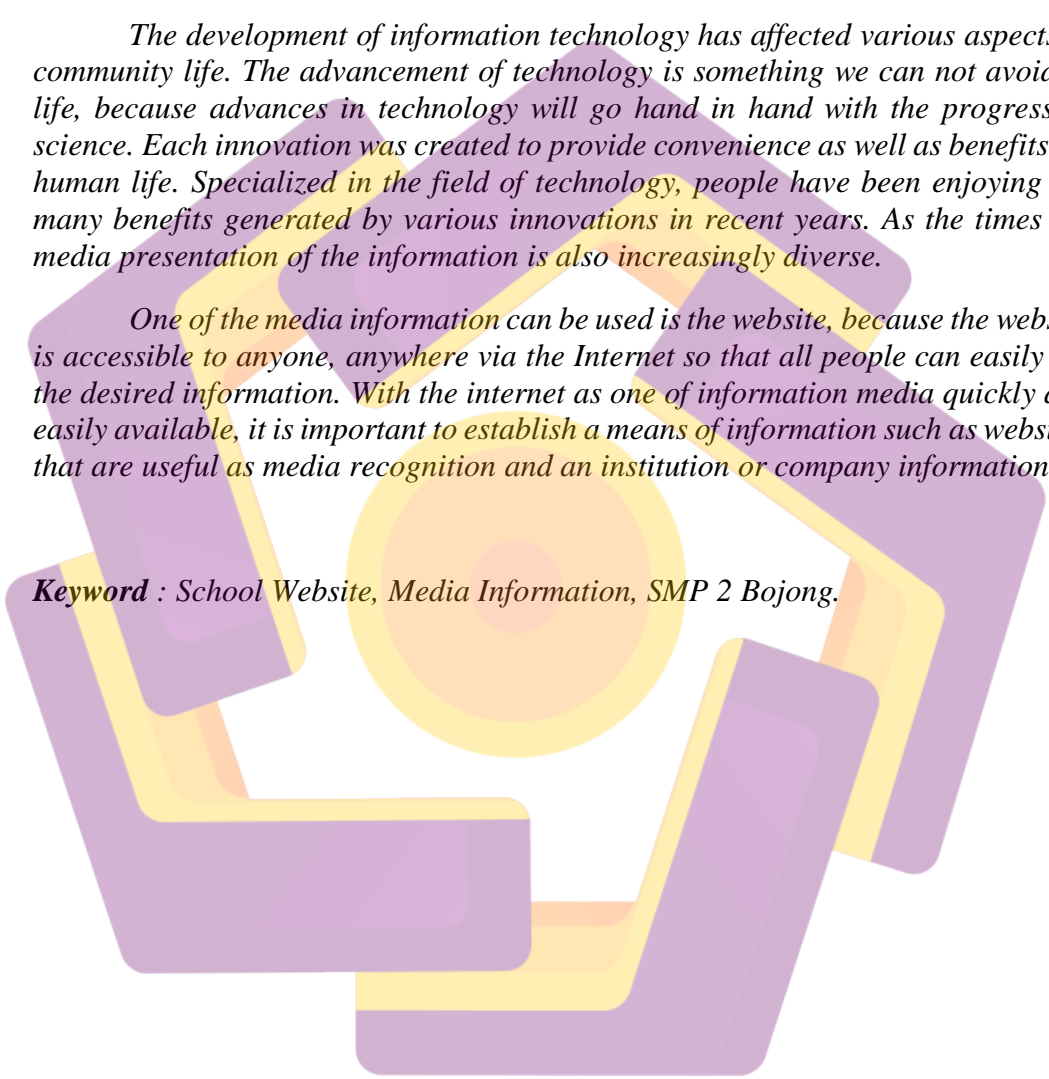 The development of information technology has affected various aspects
community life. The advancement of technology is something we can not avoid
life, because advances in technology will go hand in hand with the progress
science. Each innovation was created to provide convenience as well as benefits
human life. Specialized in the field of technology, people have been enjoying
many benefits generated by various innovations in recent years. As the times
media presentation of the information is also increasingly diverse.
One of the media information can be used is the website, because the
is accessible to anyone, anywhere via the Internet so that all people can easily
the desired information. With the internet as one of information media quickly
easily available, it is important to establish a means of information such as
that are useful as media recognition and an institution or company information
Keyword : School Website, Media Information, SMP 2 Bojong.